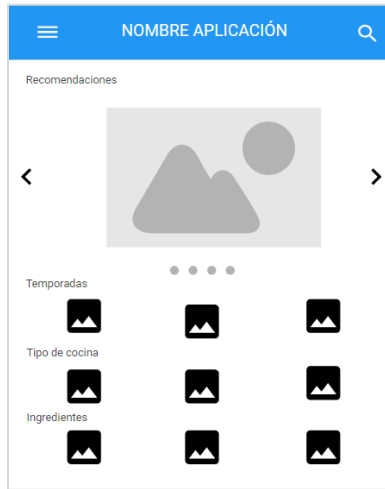 NOMBRE APLICACIÓN
Recomendaciones
Temporadas
Tipo de cocina
Ingredientes